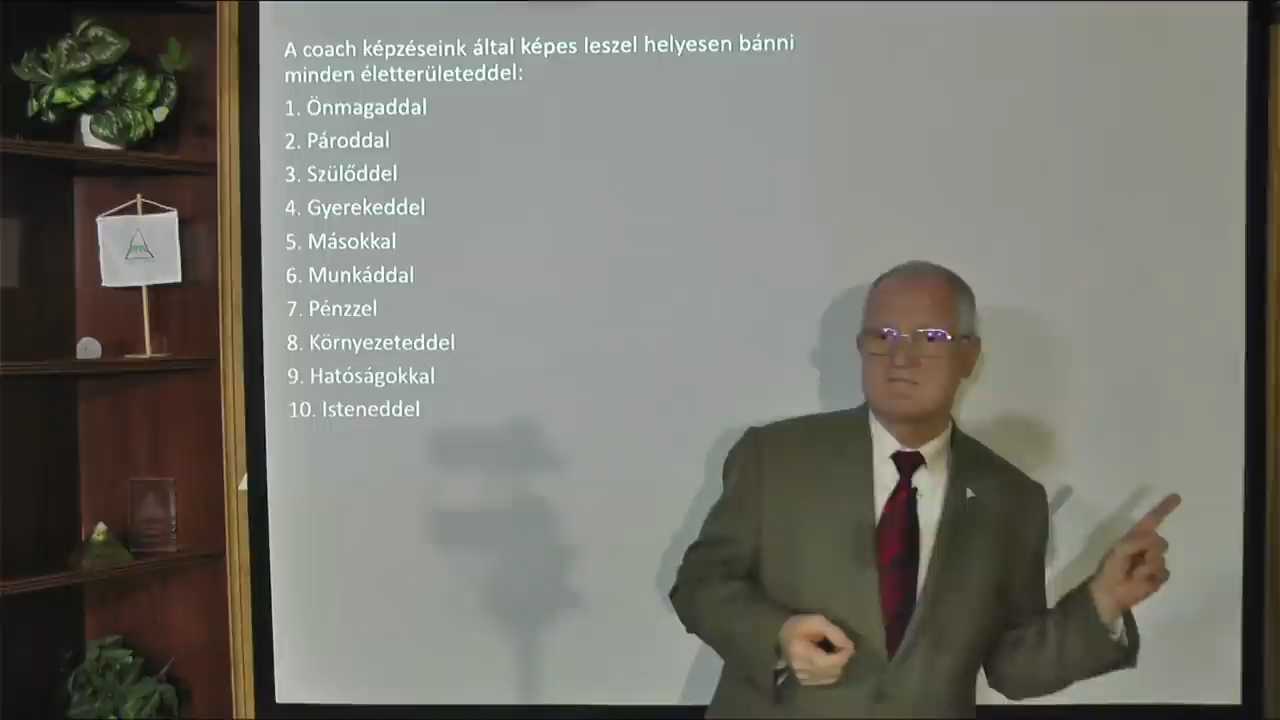 A coach képzéseink által képes leszel helyesen bánni
minden életterületeddel:
1. Önmagaddal
2. Pároddal
3. Szülőddel
4. Gyerekeddel
5. Másokkal
6. Munkáddal
7. Pénzzel
8. Környezeteddel
9. Hatóságokkal
10. Isteneddel